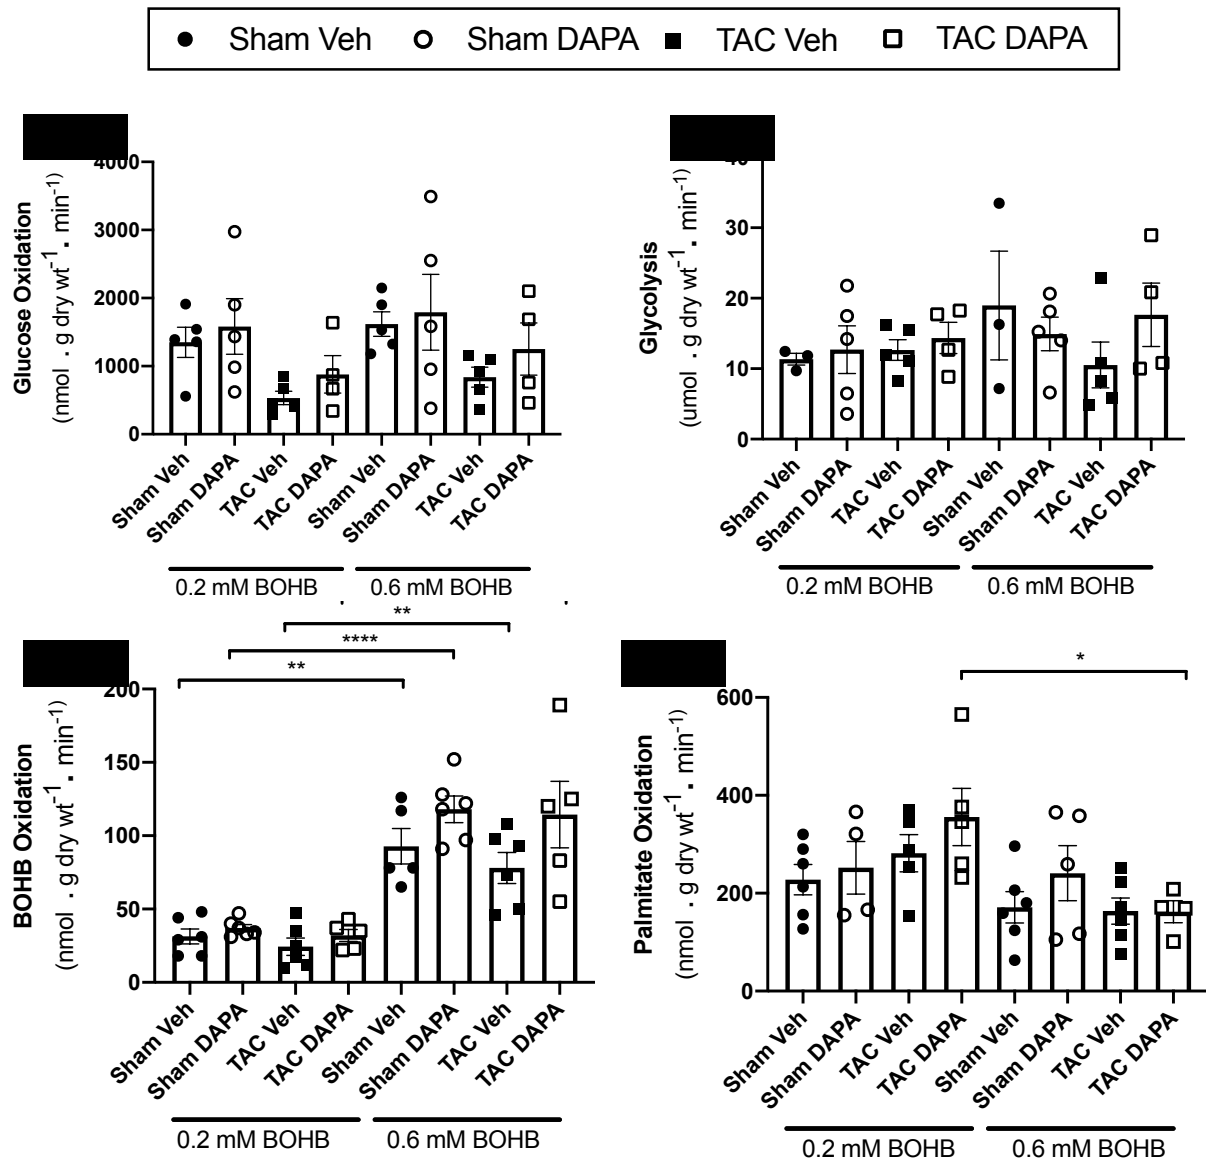 Sham Veh Sham DAPA TAC Veh TAC DAPA
Glucose Oxidation
(nmol . g dry wt⁻¹. min⁻¹)
4000
3000
2000
1000
0
Sham Veh
Sham DAPA
TAC Veh
TAC DAPA
Sham Veh
Sham DAPA
TAC Veh
TAC DAPA
0.2 mM BOHB 0.6 mM BOHB
Glycolysis
(umol . g dry wt⁻¹. min⁻¹)
40
30
20
10
0
Sham Veh
Sham DAPA
TAC Veh
TAC DAPA
Sham Veh
Sham DAPA
TAC Veh
TAC DAPA
0.2 mM BOHB 0.6 mM BOHB
**
****
**
BOHB Oxidation
(nmol . g dry wt⁻¹. min⁻¹)
200
150
100
50
0
Sham Veh
Sham DAPA
TAC Veh
TAC DAPA
Sham Veh
Sham DAPA
TAC Veh
TAC DAPA
0.2 mM BOHB 0.6 mM BOHB
*
Palmitate Oxidation
(nmol . g dry wt⁻¹. min⁻¹)
600
400
200
0
Sham Veh
Sham DAPA
TAC Veh
TAC DAPA
Sham Veh
Sham DAPA
TAC Veh
TAC DAPA
0.2 mM BOHB 0.6 mM BOHB